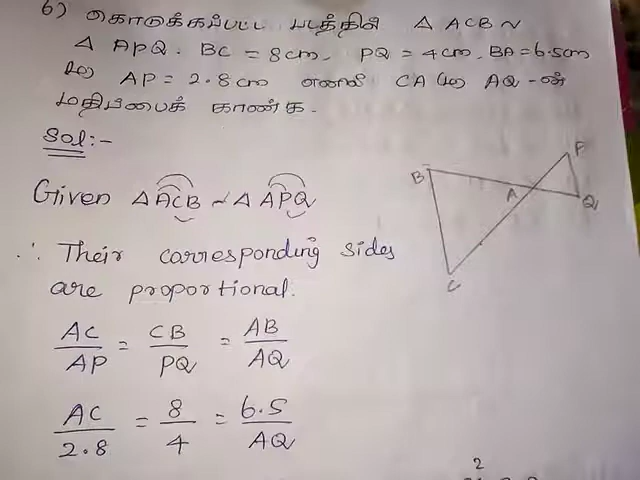 6) கொடுக்கப்பட்ட படத்தில் Δ ACB ~
Δ APQ. BC = 8cm, PQ = 4cm, BA = 6.5cm
மற்றும் AP = 2.8cm எனில் CA மற்றும் AQ -ன்
மதிப்பைக் காண்க.
Sol:-
Given Δ ACB ~ Δ APQ
∴ Their corresponding sides
are proportional.
AC/AP = CB/PQ = AB/AQ
AC/2.8 = 8/4 = 6.5/AQ
B
A
P
Q
C
2